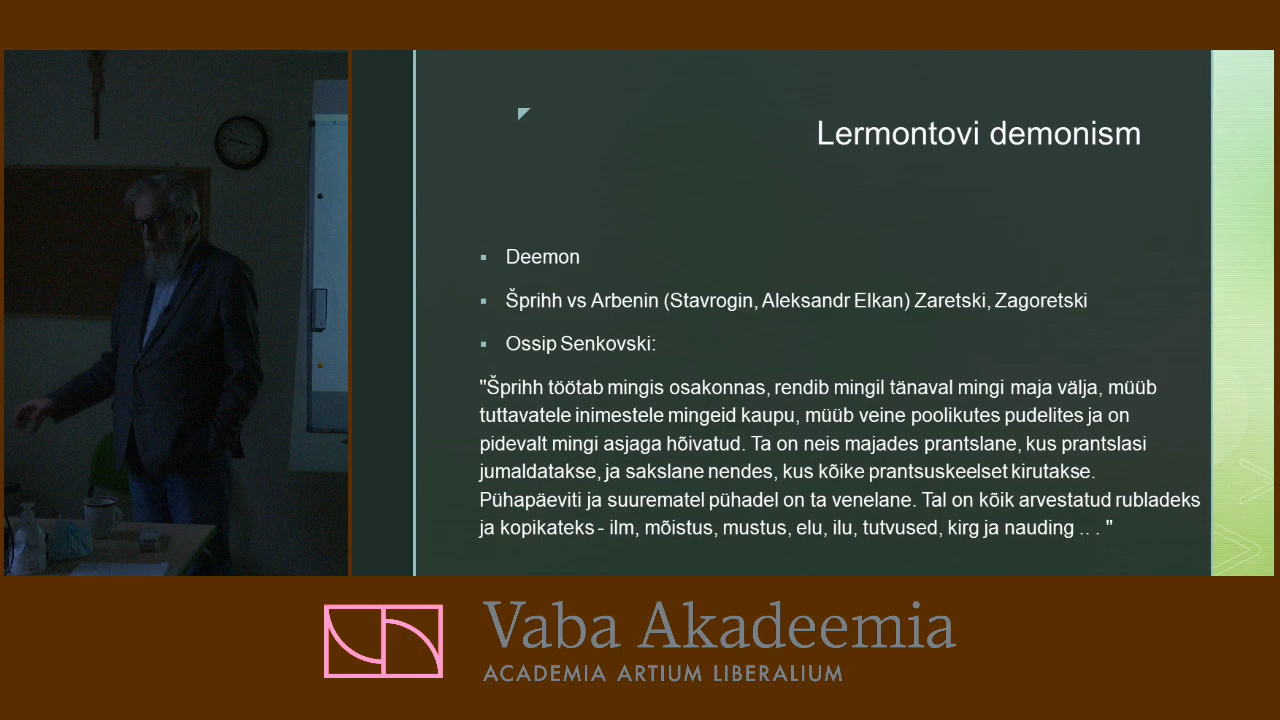 Lermontovi demonism
Deemon
Šprihh vs Arbenin (Stavrogin, Aleksandr Elkan) Zaretski, Zagoretski
Ossip Senkovski:
"Šprihh töötab mingis osakonnas, rendib mingil tänaval mingi maja välja, müüb
tuttavatele inimestele mingeid kaupu, müüb veine poolikutes pudelites ja on
pidevalt mingi asjaga hõivatud. Ta on neis majades prantslane, kus prantslasi
jumaldatakse, ja sakslane nendes, kus kõike prantsuskeelset kirutakse.
Pühapäeviti ja suurematel pühadel on ta venelane. Tal on kõik arvestatud rubladeks
ja kopikateks - ilm, mõistus, mustus, elu, ilu, tutvused, kirg ja nauding .. . "
Vaba Akadeemia
ACADEMIA ARTIUM LIBERALIUM